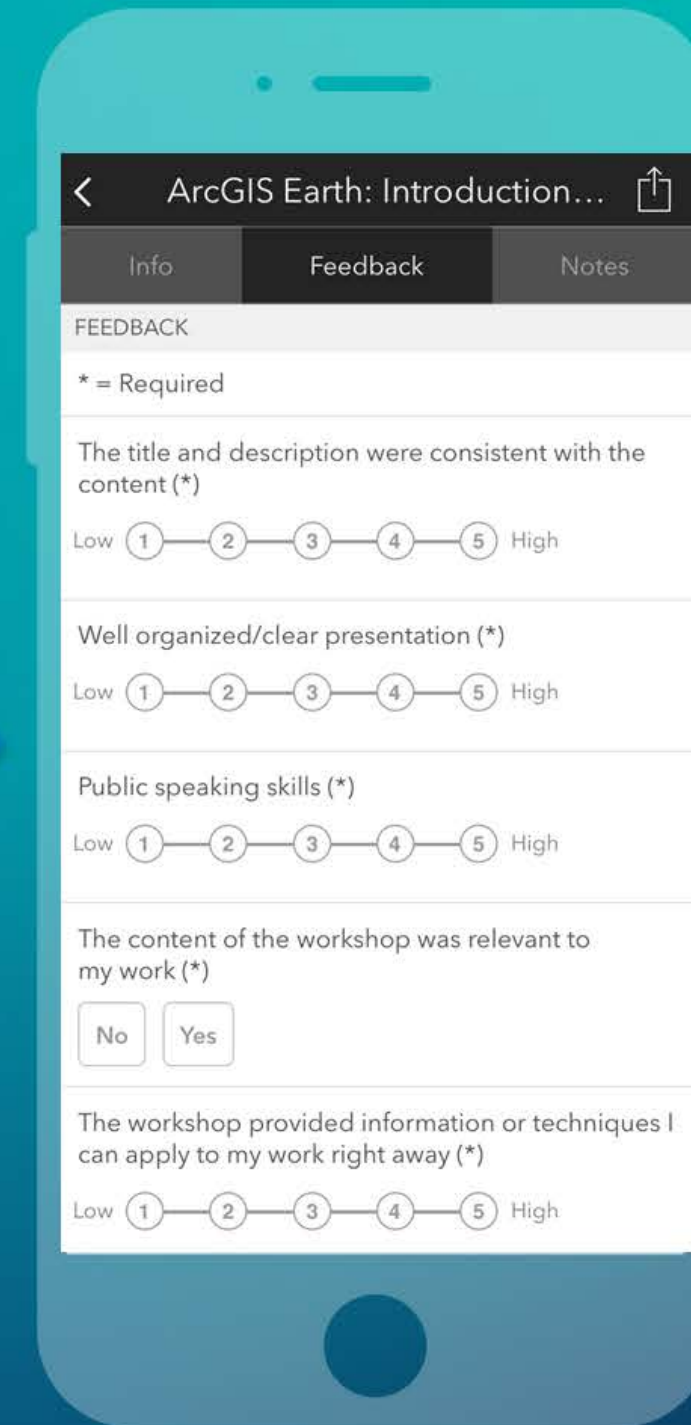 ArcGIS Earth: Introduction...
Info Feedback Notes
FEEDBACK
* = Required
The title and description were consistent with the
content (*)
Low 1 2 3 4 5 High
Well organized/clear presentation (*)
Low 1 2 3 4 5 High
Public speaking skills (*)
Low 1 2 3 4 5 High
The content of the workshop was relevant to
my work (*)
No Yes
The workshop provided information or techniques I
can apply to my work right away (*)
Low 1 2 3 4 5 High